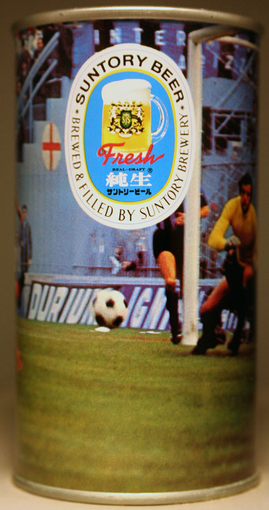 INTER
SUNTORY BEER
Fresh
REAL·DRAFT
純生
サントリービール
• BREWED & FILLED BY SUNTORY BREWERY •